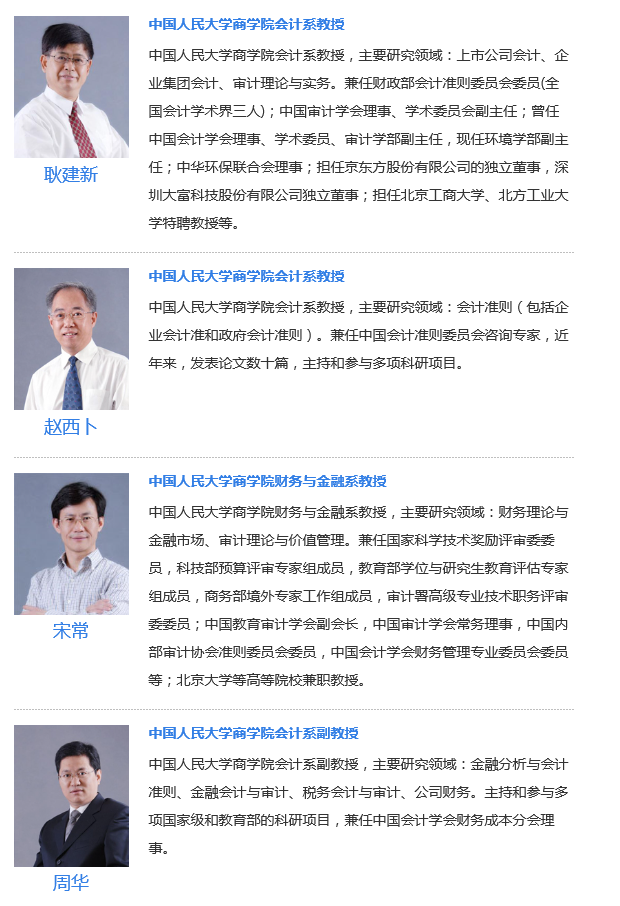 中国人民大学商学院会计系教授
中国人民大学商学院会计系教授，主要研究领域：上市公司会计、企
业集团会计、审计理论与实务。兼任财政部会计准则委员会委员(全
国会计学术界三人)；中国审计学会理事、学术委员会副主任；曾任
中国会计学会理事、学术委员、审计学部副主任，现任环境学部副主
任；中华环保联合会理事；担任京东方股份有限公司的独立董事，深
圳大富科技股份有限公司独立董事；担任北京工商大学、北方工业大
学特聘教授等。
耿建新
中国人民大学商学院会计系教授
中国人民大学商学院会计系教授，主要研究领域：会计准则（包括企
业会计准和政府会计准则）。兼任中国会计准则委员会咨询专家，近
年来，发表论文数十篇，主持和参与多项科研项目。
赵西卜
中国人民大学商学院财务与金融系教授
中国人民大学商学院财务与金融系教授，主要研究领域：财务理论与
金融市场、审计理论与价值管理。兼任国家科学技术奖励评审委委
员，科技部预算评审专家组成员，教育部学位与研究生教育评估专家
组成员，商务部境外专家工作组成员，审计署高级专业技术职务评审
委委员；中国教育审计学会副会长，中国审计学会常务理事，中国内
部审计协会准则委员会委员，中国会计学会财务管理专业委员会委员
等；北京大学等高等院校兼职教授。
宋常
中国人民大学商学院会计系副教授
中国人民大学商学院会计系副教授，主要研究领域：金融分析与会计
准则、金融会计与审计、税务会计与审计、公司财务。主持和参与多
项国家级和教育部的科研项目，兼任中国会计学会财务成本分会理
事。
周华